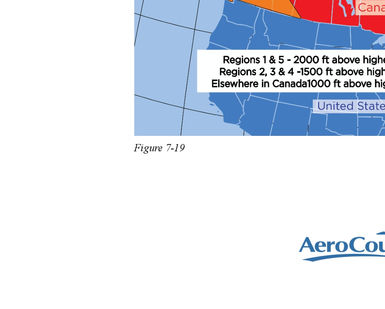 Cana
Regions 1 & 5 - 2000 ft above highe
Regions 2, 3 & 4 -1500 ft above high
Elsewhere in Canada1000 ft above hig
United State
Figure 7-19
AeroCou